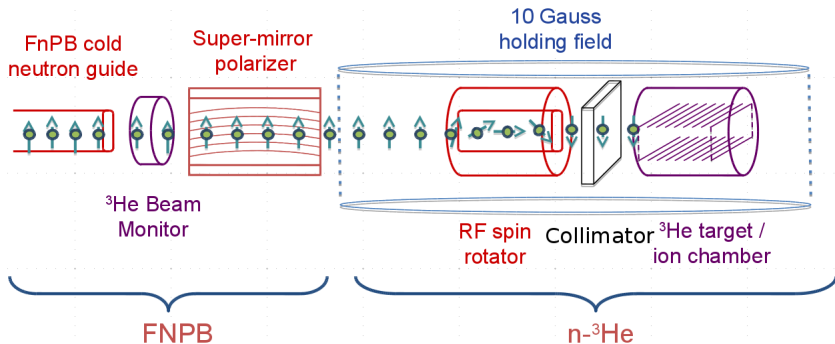 FnPB cold
neutron guide
Super-mirror
polarizer
10 Gauss
holding field
³He Beam
Monitor
RF spin
rotator
Collimator
³He target /
ion chamber
FNPB
n-³He